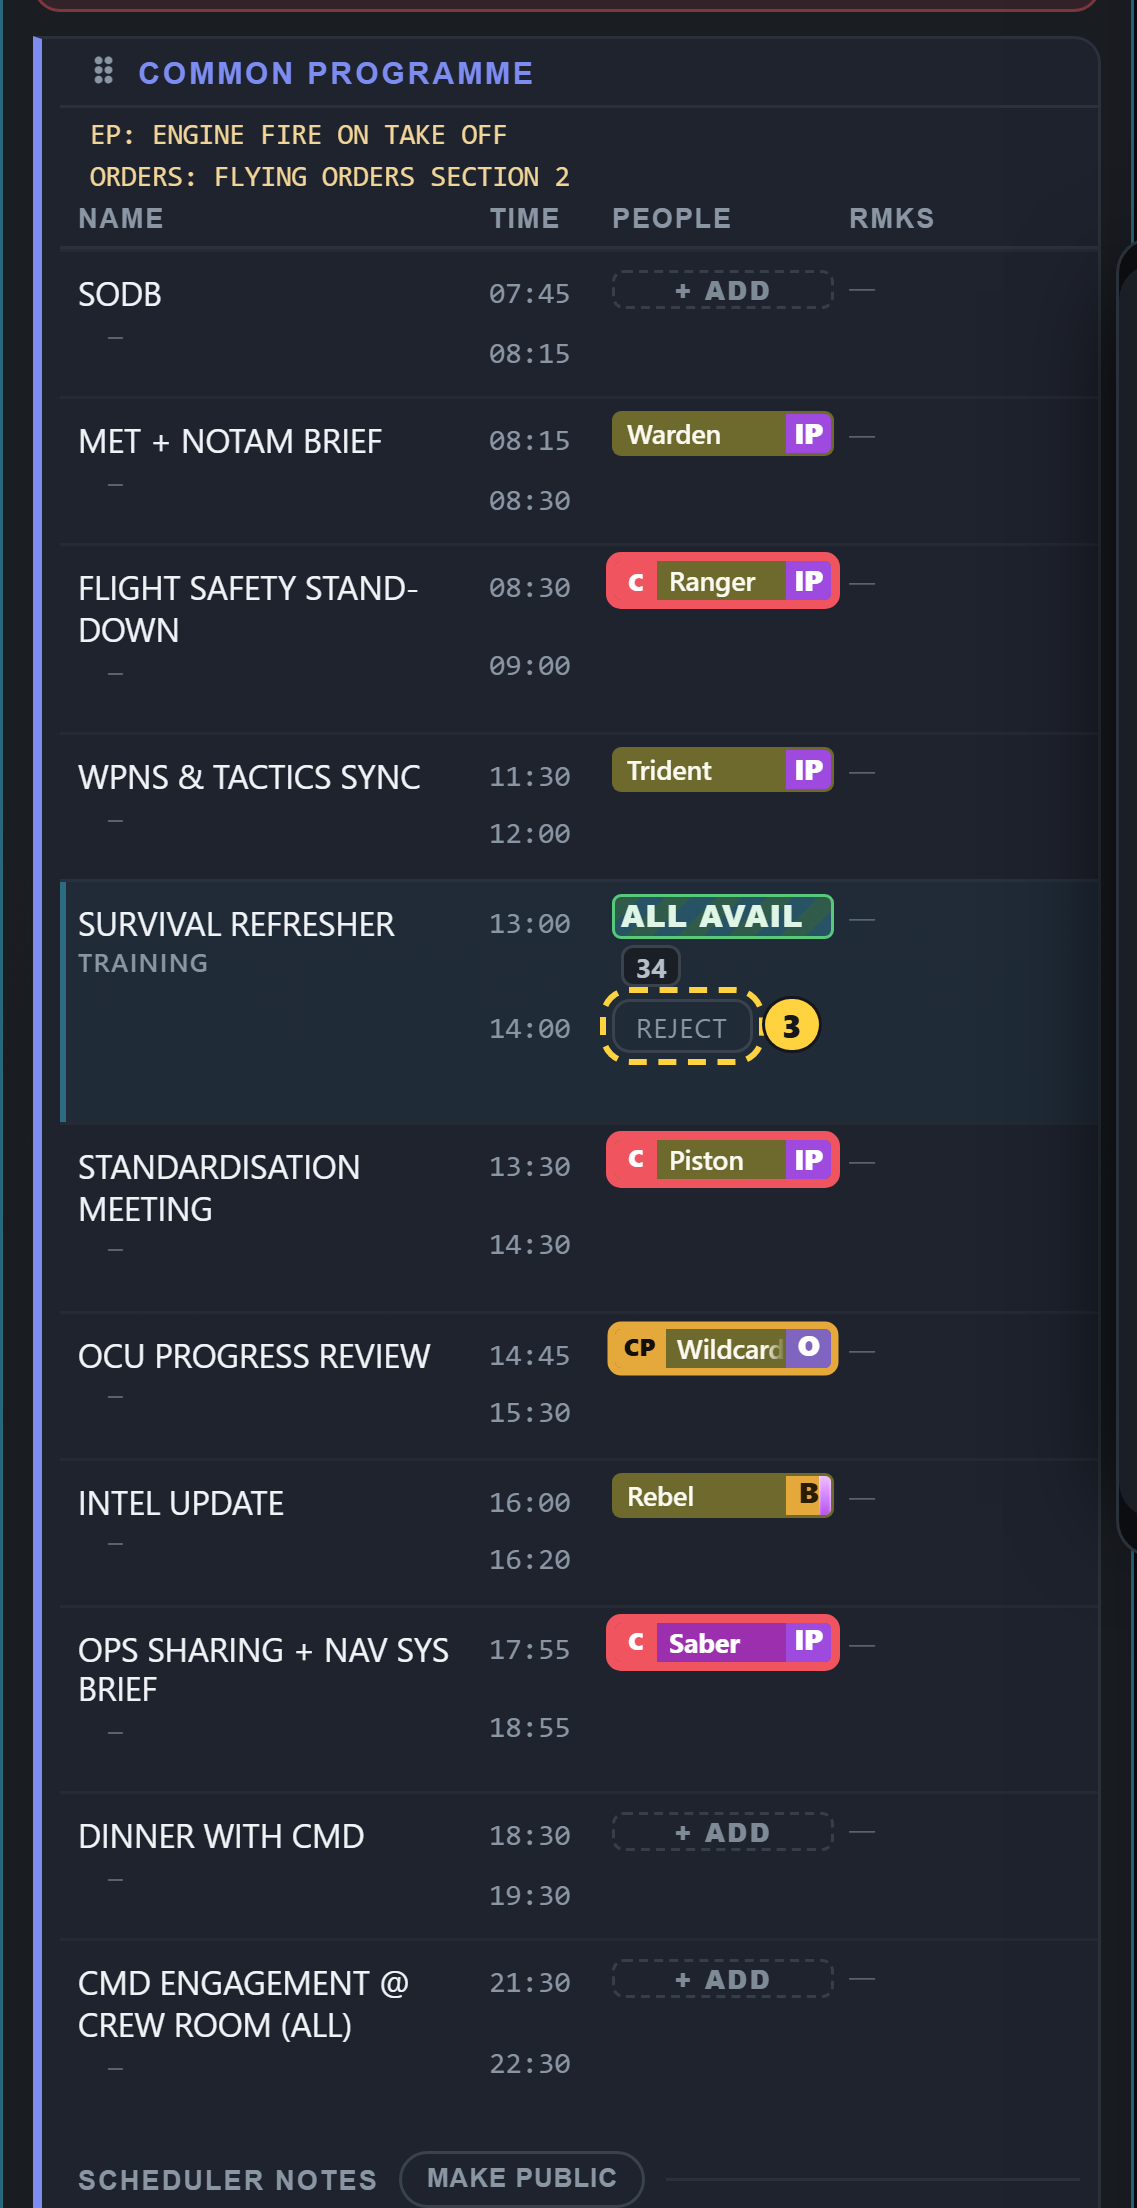 COMMON PROGRAMME
EP: ENGINE FIRE ON TAKE OFF
ORDERS: FLYING ORDERS SECTION 2
NAME TIME PEOPLE RMKS
SODB 07:45 + ADD —
— 08:15
MET + NOTAM BRIEF 08:15 Warden IP —
— 08:30
FLIGHT SAFETY STAND- 08:30 C Ranger IP —
DOWN
— 09:00
WPNS & TACTICS SYNC 11:30 Trident IP —
— 12:00
SURVIVAL REFRESHER 13:00 ALL AVAIL —
TRAINING 34
14:00 REJECT 3
STANDARDISATION 13:30 C Piston IP —
MEETING
— 14:30
OCU PROGRESS REVIEW 14:45 CP Wildcard O —
— 15:30
INTEL UPDATE 16:00 Rebel B —
— 16:20
OPS SHARING + NAV SYS 17:55 C Saber IP —
BRIEF
— 18:55
DINNER WITH CMD 18:30 + ADD —
— 19:30
CMD ENGAGEMENT @ 21:30 + ADD —
CREW ROOM (ALL)
— 22:30
SCHEDULER NOTES MAKE PUBLIC